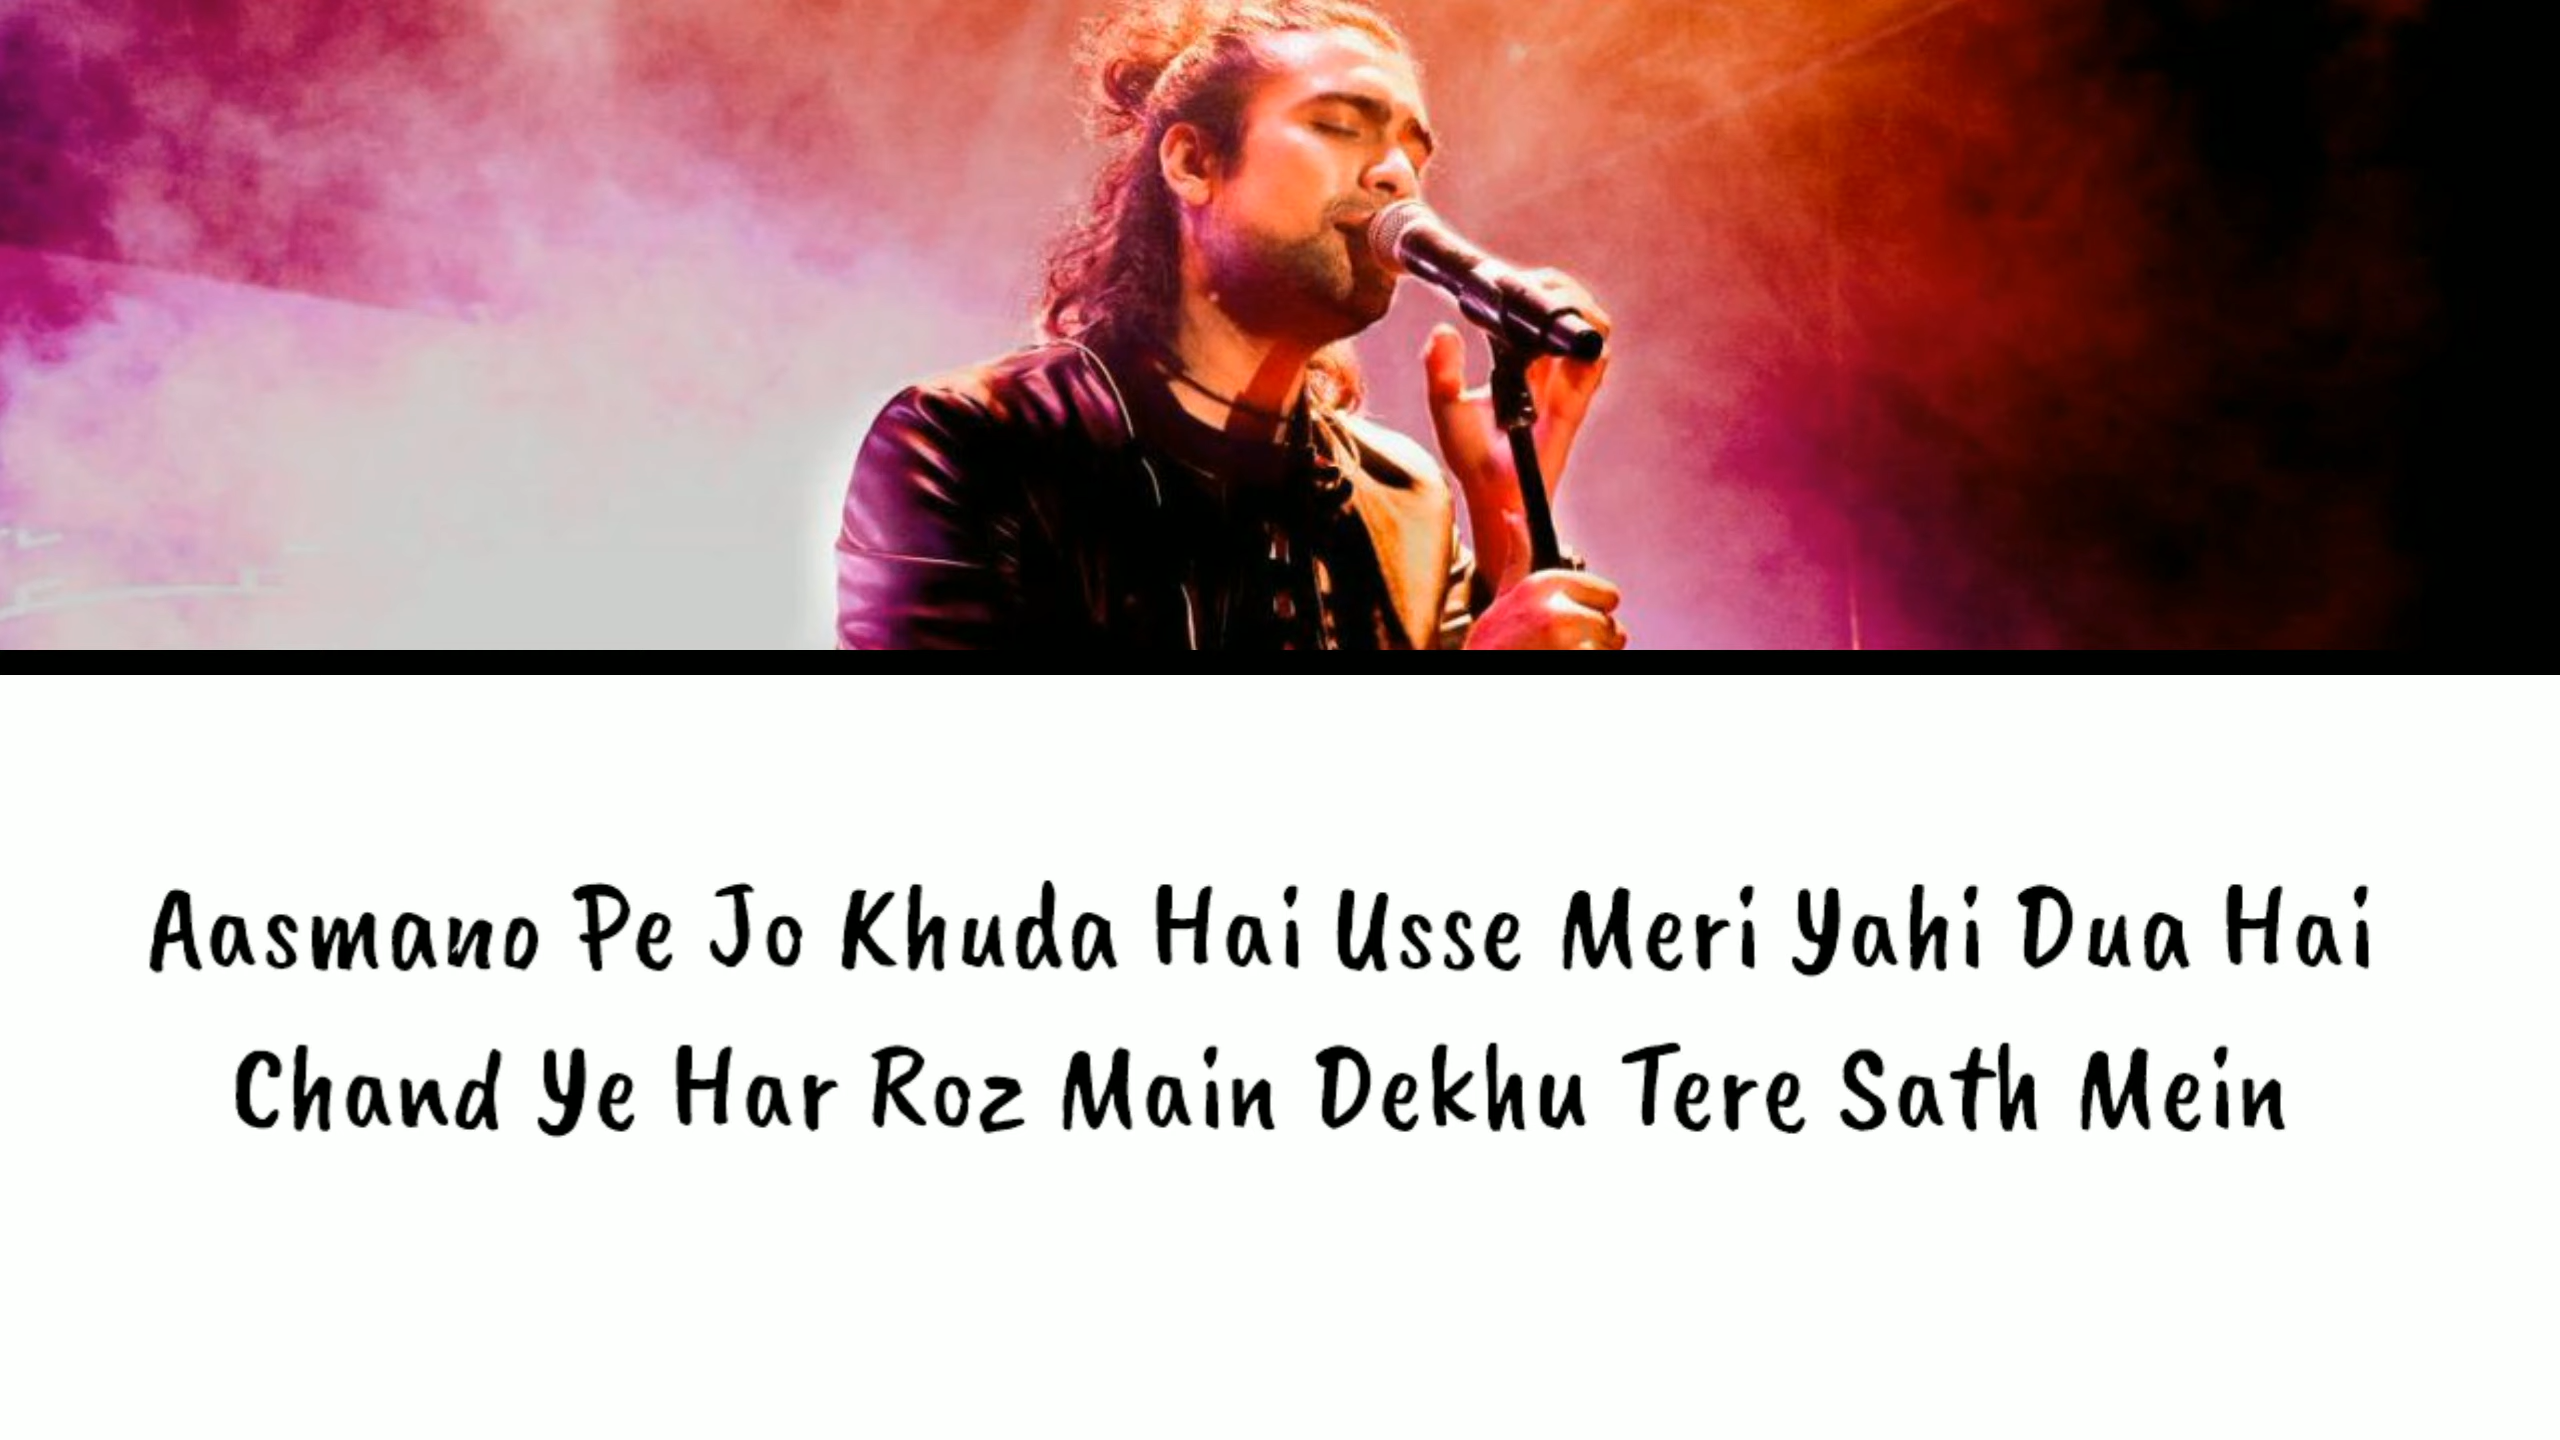 Aasmano Pe Jo Khuda Hai Usse Meri Yahi Dua Hai
Chand Ye Har Roz Main Dekhu Tere Sath Mein